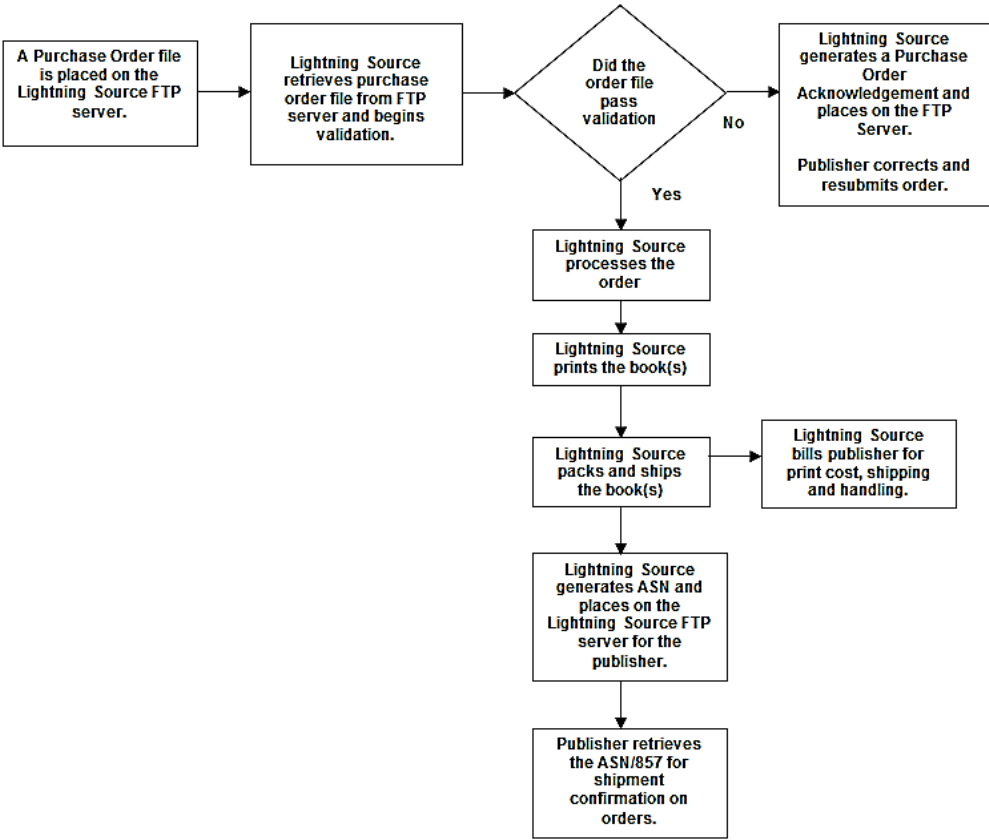 A Purchase Order file
is placed on the
Lightning Source FTP
server.
Lightning Source
retrieves purchase
order file from FTP
server and begins
validation.
Did the
order file
pass
validation
No
Lightning Source
generates a Purchase
Order
Acknowledgement and
places on the FTP
Server.
Publisher corrects and
resubmits order.
Yes
Lightning Source
processes the
order
Lightning Source
prints the book(s)
Lightning Source
packs and ships
the book(s)
Lightning Source
bills publisher for
print cost, shipping
and handling.
Lightning Source
generates ASN and
places on the
Lightning Source FTP
server for the
publisher.
Publisher retrieves
the ASN/857 for
shipment
confirmation on
orders.